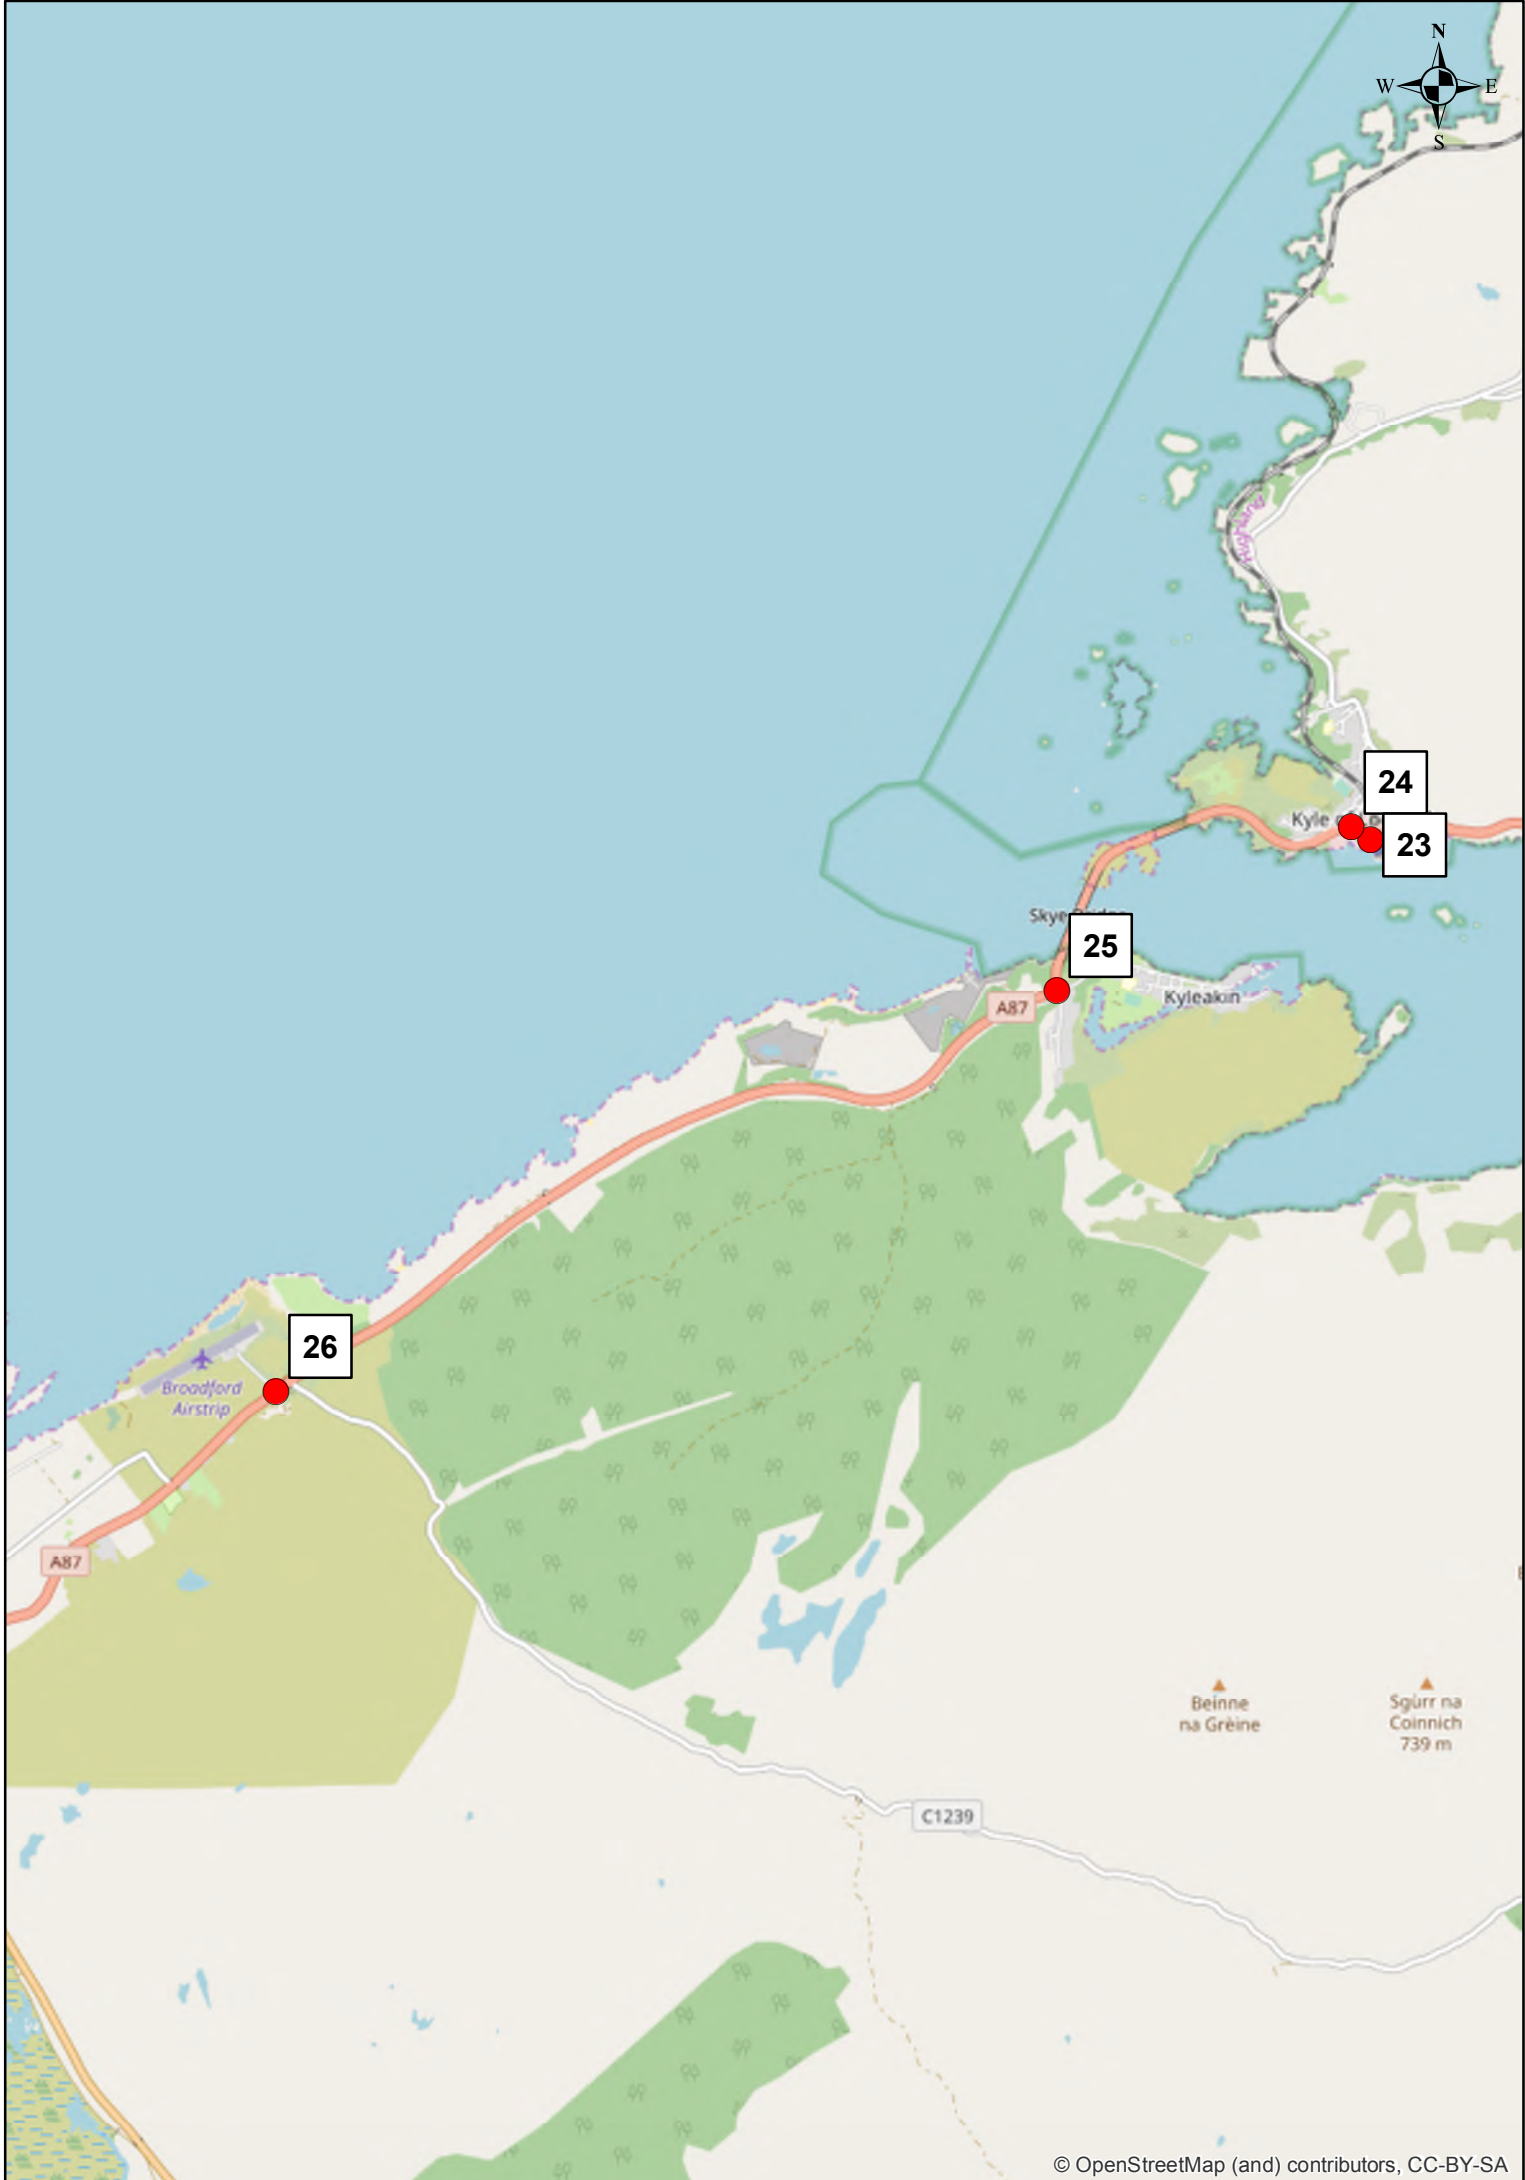 N
W
E
S
Highland
24
Kyle
23
Skye
25
Kyleakin
A87
26
Broadford
Airstrip
A87
Beinne
na Grèine
Sgùrr na
Coinnich
739 m
C1239
© OpenStreetMap (and) contributors, CC-BY-SA